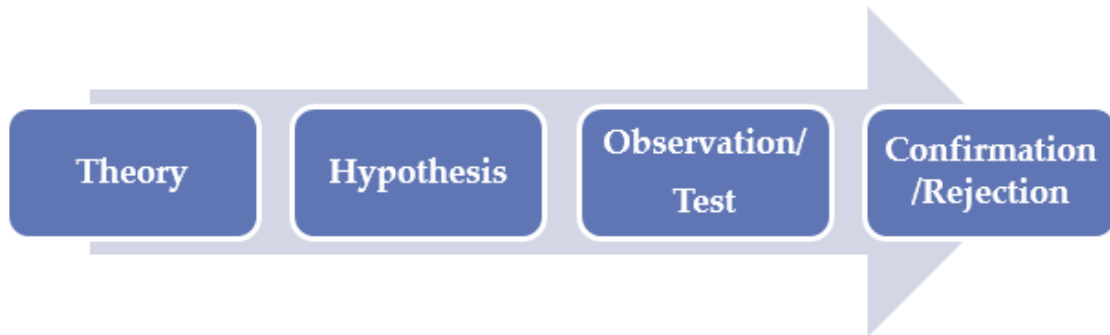 Theory
Hypothesis
Observation/
Test
Confirmation
/Rejection